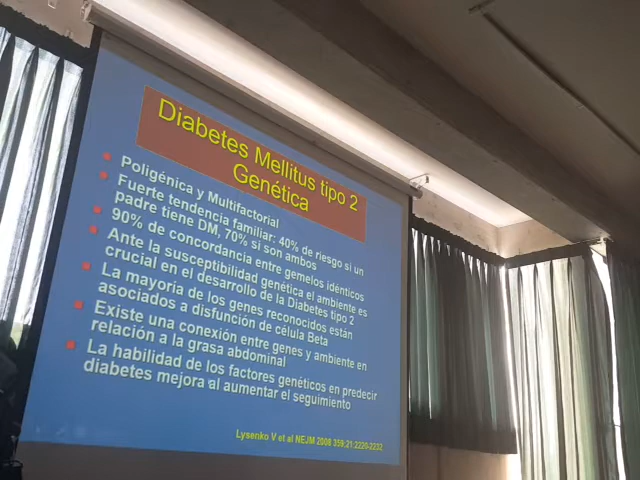 Diabetes Mellitus tipo 2
Genética
Poligénica y Multifactorial
Fuerte tendencia familiar: 40% de riesgo si un
padre tiene DM, 70% si son ambos
90% de concordancia entre gemelos idénticos
Ante la susceptibilidad genética el ambiente es
crucial en el desarrollo de la Diabetes tipo 2
La mayoría de los genes reconocidos están
asociados a disfunción de célula Beta
Existe una conexión entre genes y ambiente en
relación a la grasa abdominal
La habilidad de los factores genéticos en predecir
diabetes mejora al aumentar el seguimiento
Lysenko V et al NEJM 2008 359:21:2220-2232